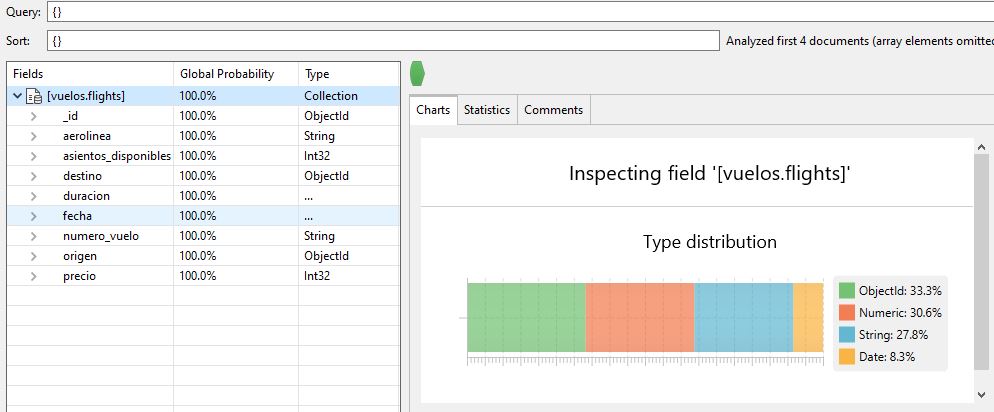 Query: {}
Sort: {} Analyzed first 4 documents (array elements omitte
Fields Global Probability Type
[vuelos.flights] 100.0% Collection
_id 100.0% ObjectId
aerolinea 100.0% String
asientos_disponibles 100.0% Int32
destino 100.0% ObjectId
duracion 100.0% ...
fecha 100.0% ...
numero_vuelo 100.0% String
origen 100.0% ObjectId
precio 100.0% Int32
Charts Statistics Comments
Inspecting field '[vuelos.flights]'
Type distribution
ObjectId: 33.3%
Numeric: 30.6%
String: 27.8%
Date: 8.3%